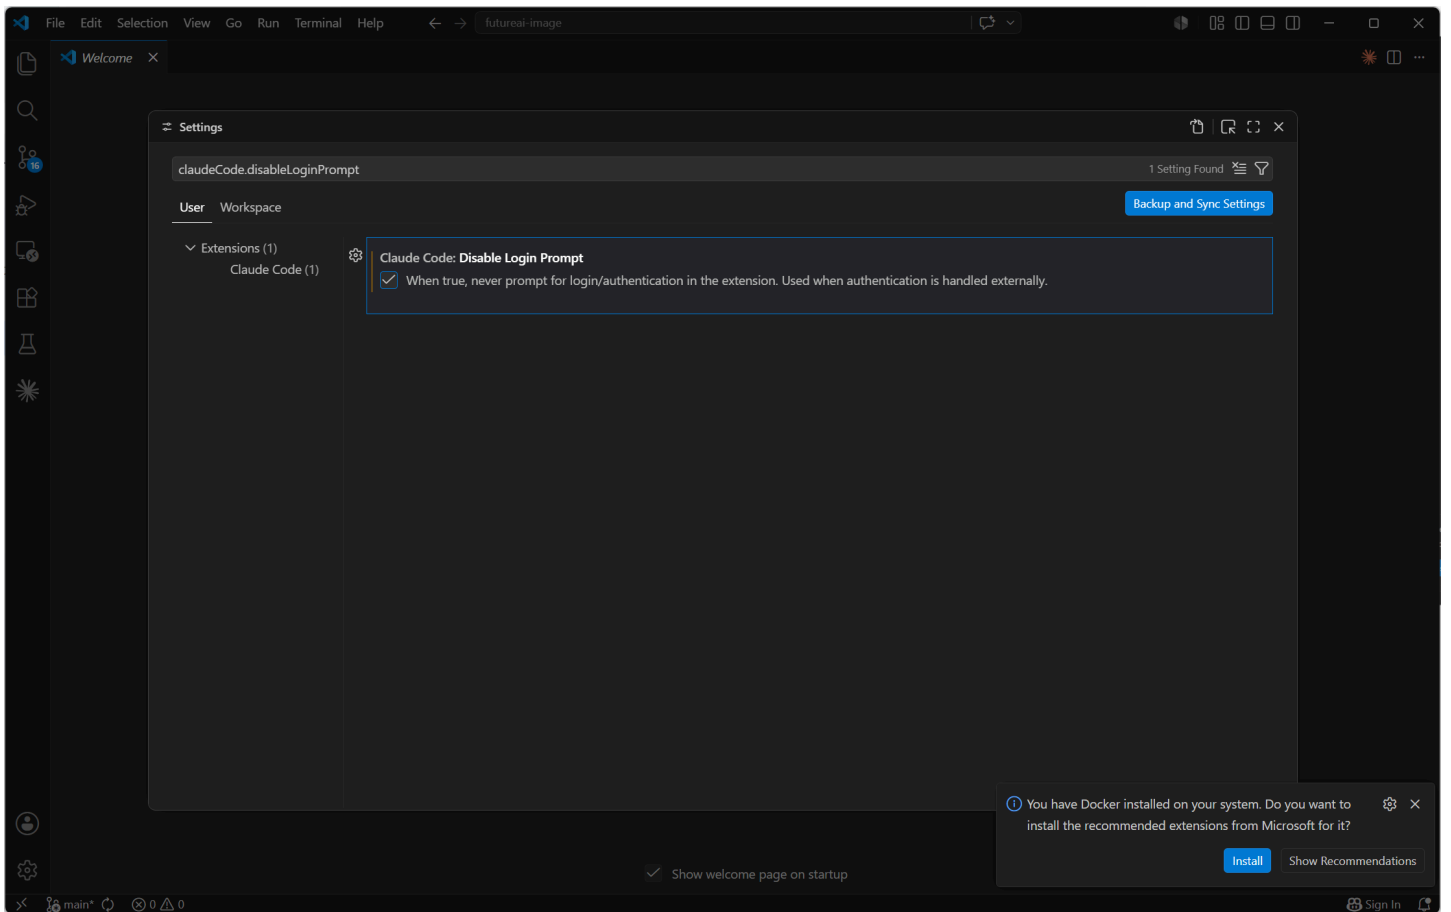 File Edit Selection View Go Run Terminal Help futureai-image
Welcome
Settings
claudeCode.disableLoginPrompt 1 Setting Found
User Workspace Backup and Sync Settings
16
Extensions (1)
Claude Code (1)
Claude Code: Disable Login Prompt
When true, never prompt for login/authentication in the extension. Used when authentication is handled externally.
You have Docker installed on your system. Do you want to
install the recommended extensions from Microsoft for it?
Install Show Recommendations
Show welcome page on startup
main* 0 0 Sign In